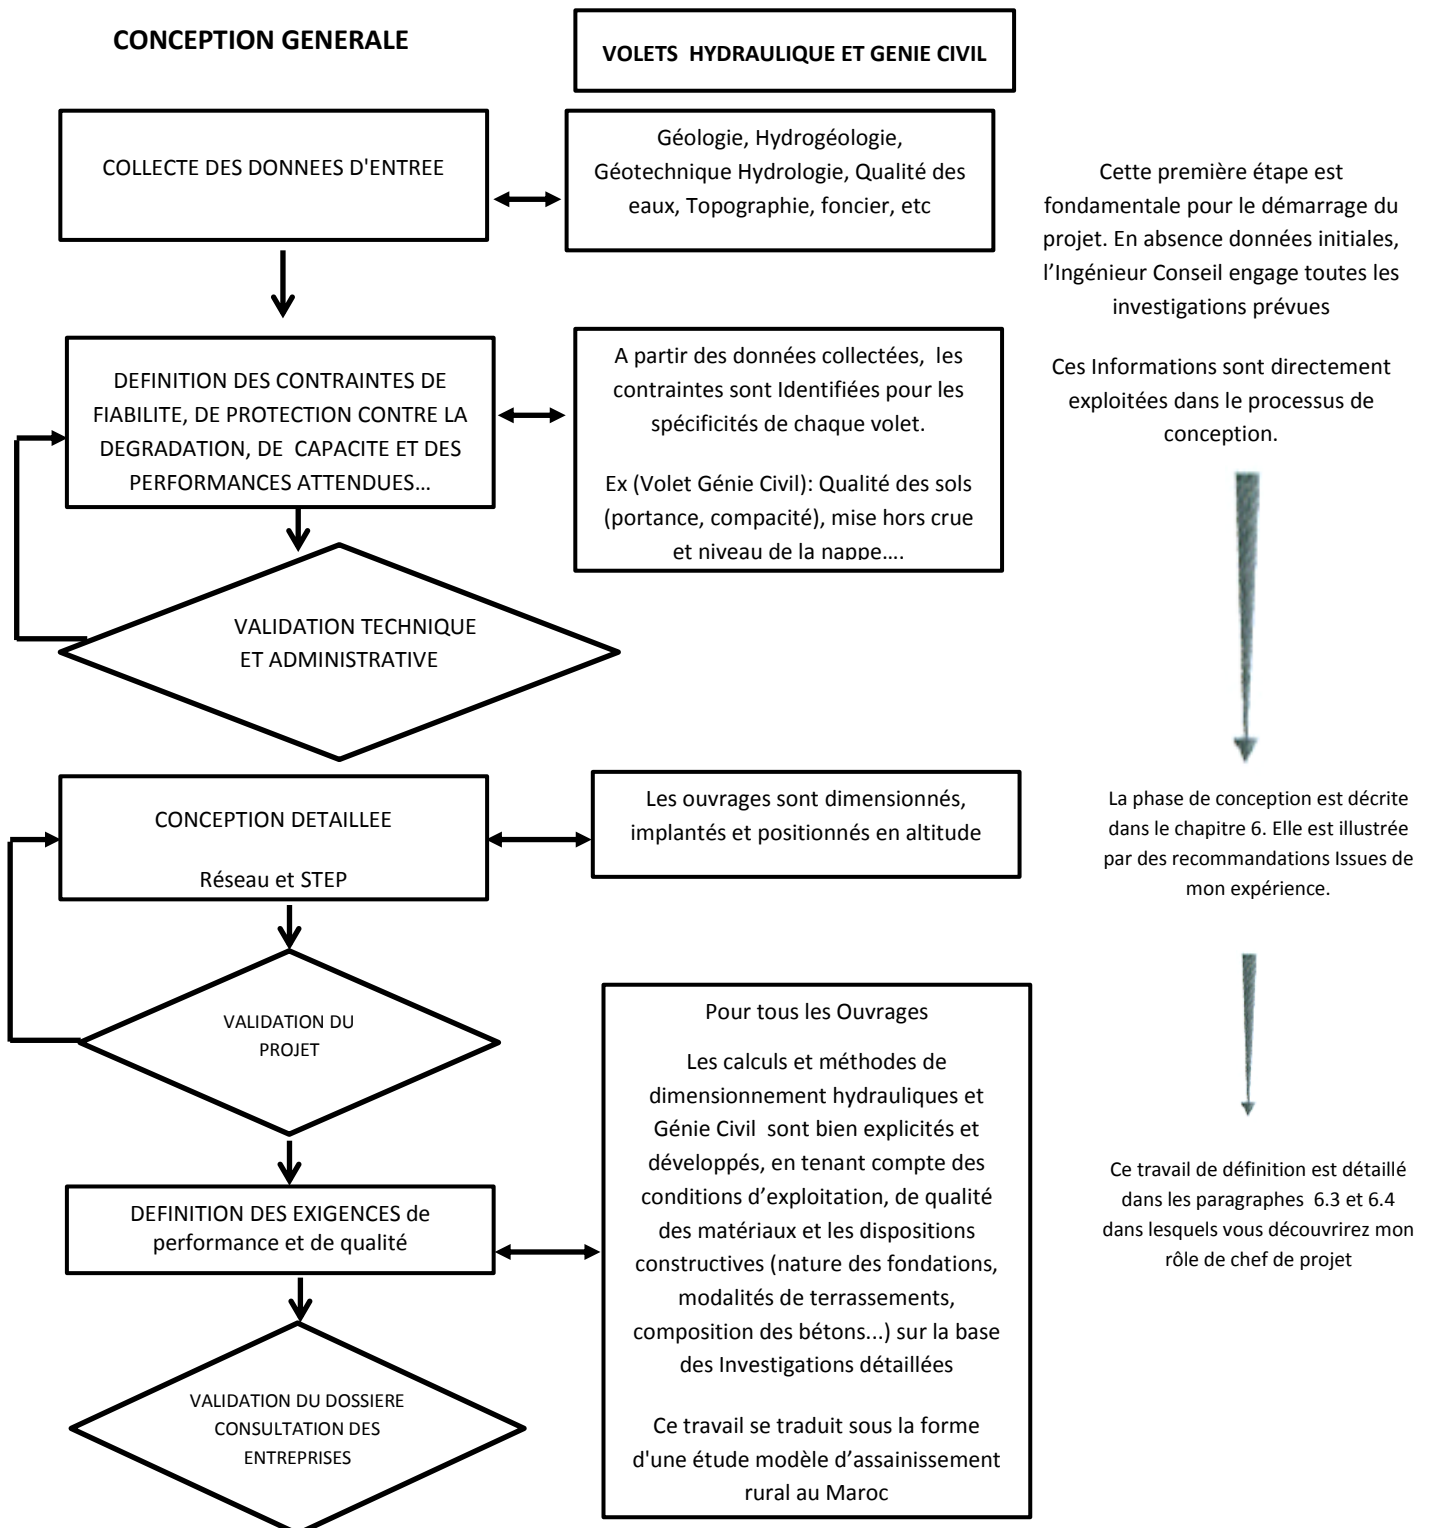 CONCEPTION GENERALE
VOLETS HYDRAULIQUE ET GENIE CIVIL
COLLECTE DES DONNEES D'ENTREE
Géologie, Hydrogéologie,
Géotechnique Hydrologie, Qualité des
eaux, Topographie, foncier, etc
Cette première étape est
fondamentale pour le démarrage du
projet. En absence données initiales,
l’Ingénieur Conseil engage toutes les
investigations prévues
Ces Informations sont directement
exploitées dans le processus de
conception.
DEFINITION DES CONTRAINTES DE
FIABILITE, DE PROTECTION CONTRE LA
DEGRADATION, DE CAPACITE ET DES
PERFORMANCES ATTENDUES…
A partir des données collectées, les
contraintes sont Identifiées pour les
spécificités de chaque volet.
Ex (Volet Génie Civil): Qualité des sols
(portance, compacité), mise hors crue
et niveau de la nappe….
VALIDATION TECHNIQUE
ET ADMINISTRATIVE
CONCEPTION DETAILLEE
Réseau et STEP
Les ouvrages sont dimensionnés,
implantés et positionnés en altitude
La phase de conception est décrite
dans le chapitre 6. Elle est illustrée
par des recommandations Issues de
mon expérience.
VALIDATION DU
PROJET
Pour tous les Ouvrages
Les calculs et méthodes de
dimensionnement hydrauliques et
Génie Civil sont bien explicités et
développés, en tenant compte des
conditions d’exploitation, de qualité
des matériaux et les dispositions
constructives (nature des fondations,
modalités de terrassements,
composition des bétons...) sur la base
des Investigations détaillées
Ce travail se traduit sous la forme
d'une étude modèle d’assainissement
rural au Maroc
Ce travail de définition est détaillé
dans les paragraphes 6.3 et 6.4
dans lesquels vous découvrirez mon
rôle de chef de projet
DEFINITION DES EXIGENCES de
performance et de qualité
VALIDATION DU DOSSIERE
CONSULTATION DES
ENTREPRISES